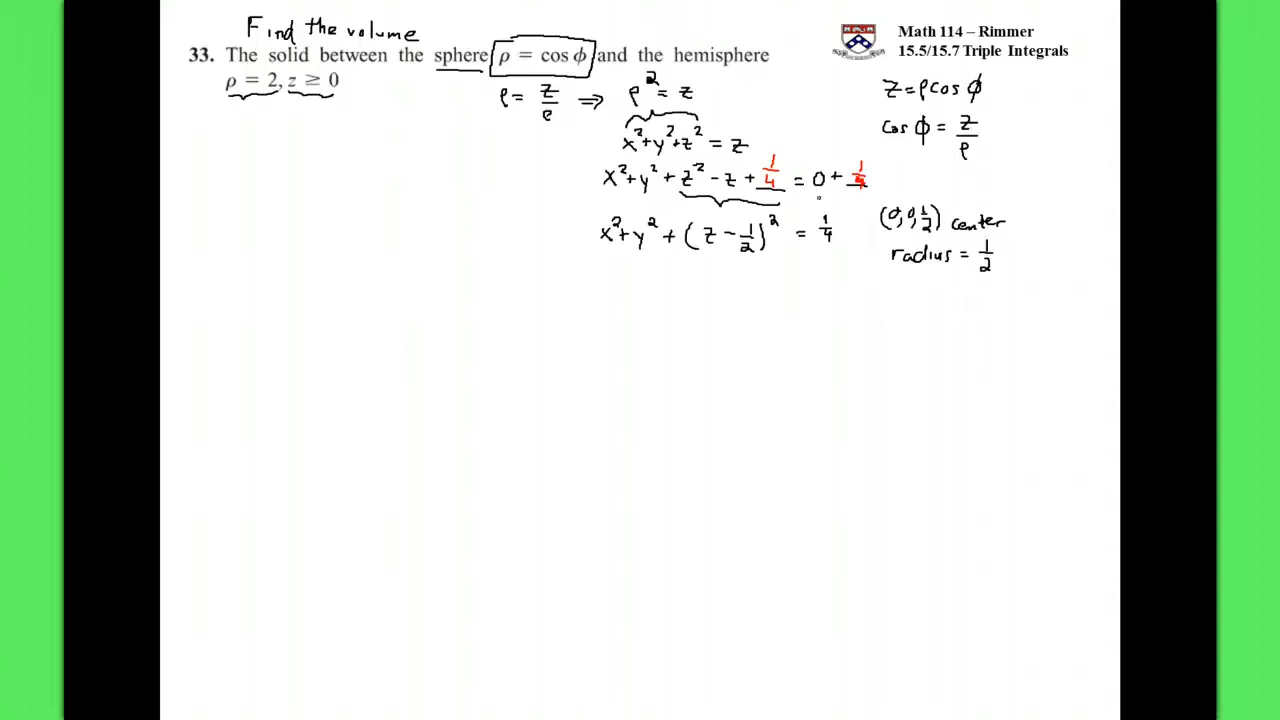 Find the volume
33. The solid between the sphere ρ = cos ϕ and the hemisphere
ρ = 2, z ≥ 0
Math 114 – Rimmer
15.5/15.7 Triple Integrals
ρ = z/ρ ⇒ ρ² = z
x² + y² + z² = z
x² + y² + z² - z + 1/4 = 0 + 1/4
x² + y² + (z - 1/2)² = 1/4
z = ρ cos ϕ
cos ϕ = z/ρ
(0, 0, 1/2) center
radius = 1/2